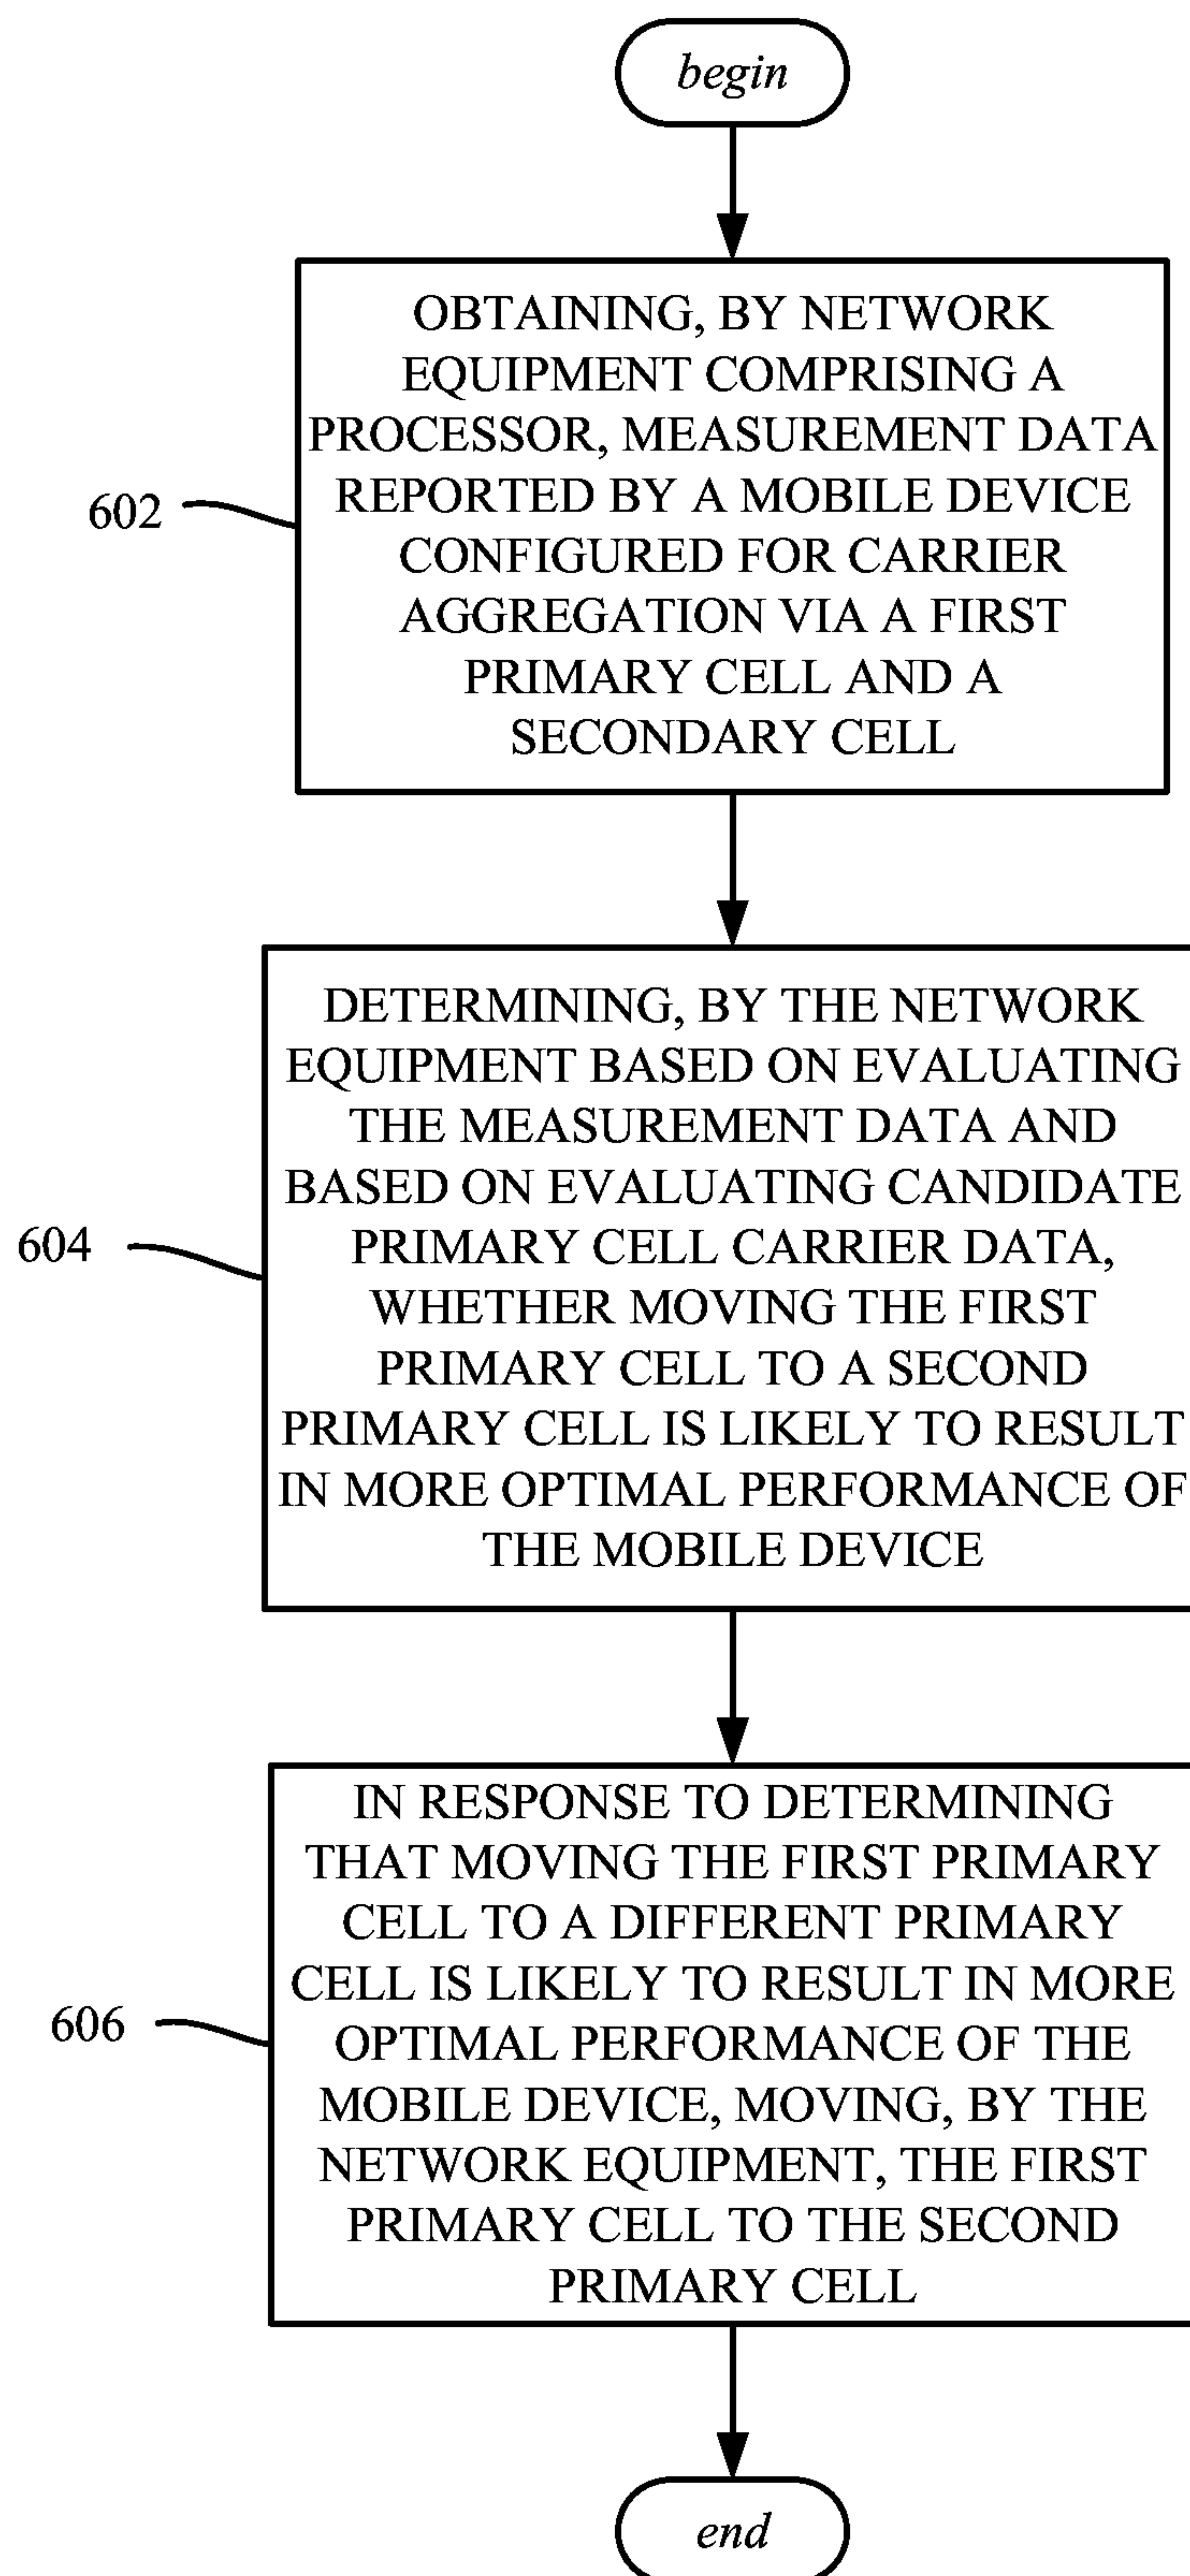 begin
OBTAINING, BY NETWORK
EQUIPMENT COMPRISING A
PROCESSOR, MEASUREMENT DATA
REPORTED BY A MOBILE DEVICE
CONFIGURED FOR CARRIER
AGGREGATION VIA A FIRST
PRIMARY CELL AND A
SECONDARY CELL
602
DETERMINING, BY THE NETWORK
EQUIPMENT BASED ON EVALUATING
THE MEASUREMENT DATA AND
BASED ON EVALUATING CANDIDATE
PRIMARY CELL CARRIER DATA,
WHETHER MOVING THE FIRST
PRIMARY CELL TO A SECOND
PRIMARY CELL IS LIKELY TO RESULT
IN MORE OPTIMAL PERFORMANCE OF
THE MOBILE DEVICE
604
IN RESPONSE TO DETERMINING
THAT MOVING THE FIRST PRIMARY
CELL TO A DIFFERENT PRIMARY
CELL IS LIKELY TO RESULT IN MORE
OPTIMAL PERFORMANCE OF THE
MOBILE DEVICE, MOVING, BY THE
NETWORK EQUIPMENT, THE FIRST
PRIMARY CELL TO THE SECOND
PRIMARY CELL
606
end